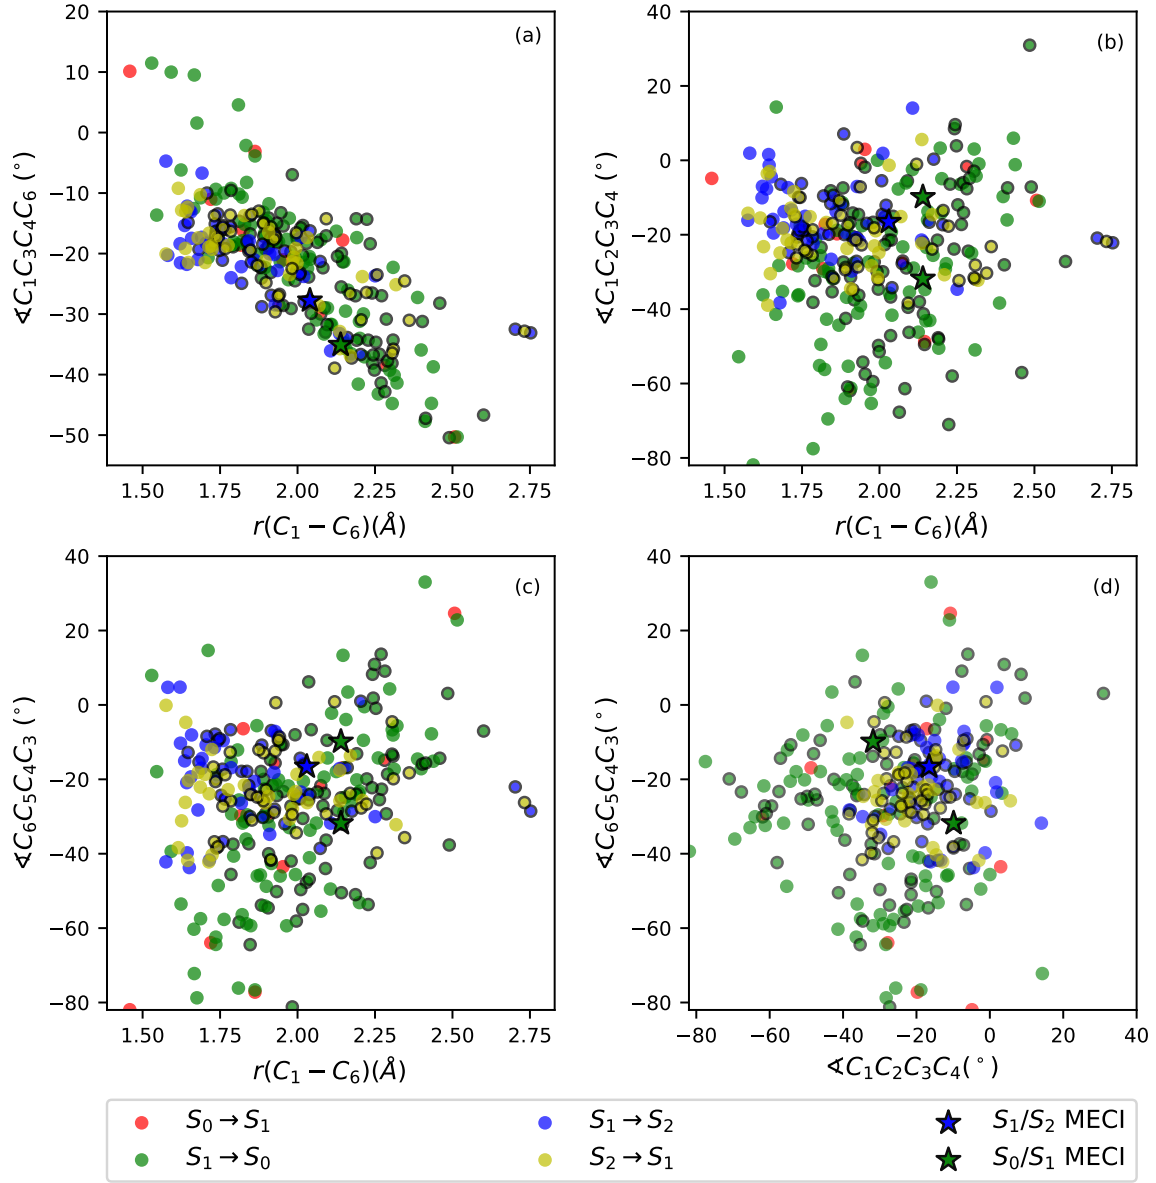 (a)
20
10
0
−10
−20
−30
−40
−50
∢C₁C₃C₄C₆ (°)
1.50 1.75 2.00 2.25 2.50 2.75
r(C₁ − C₆)(Å)
(b)
40
20
0
−20
−40
−60
−80
∢C₁C₂C₃C₄ (°)
1.50 1.75 2.00 2.25 2.50 2.75
r(C₁ − C₆)(Å)
(c)
40
20
0
−20
−40
−60
−80
∢C₆C₅C₄C₃(°)
1.50 1.75 2.00 2.25 2.50 2.75
r(C₁ − C₆)(Å)
(d)
40
20
0
−20
−40
−60
−80
∢C₆C₅C₄C₃(°)
−80 −60 −40 −20 0 20 40
∢C₁C₂C₃C₄(°)
S₀ → S₁ S₁ → S₂ S₁/S₂ MECI
S₁ → S₀ S₂ → S₁ S₀/S₁ MECI